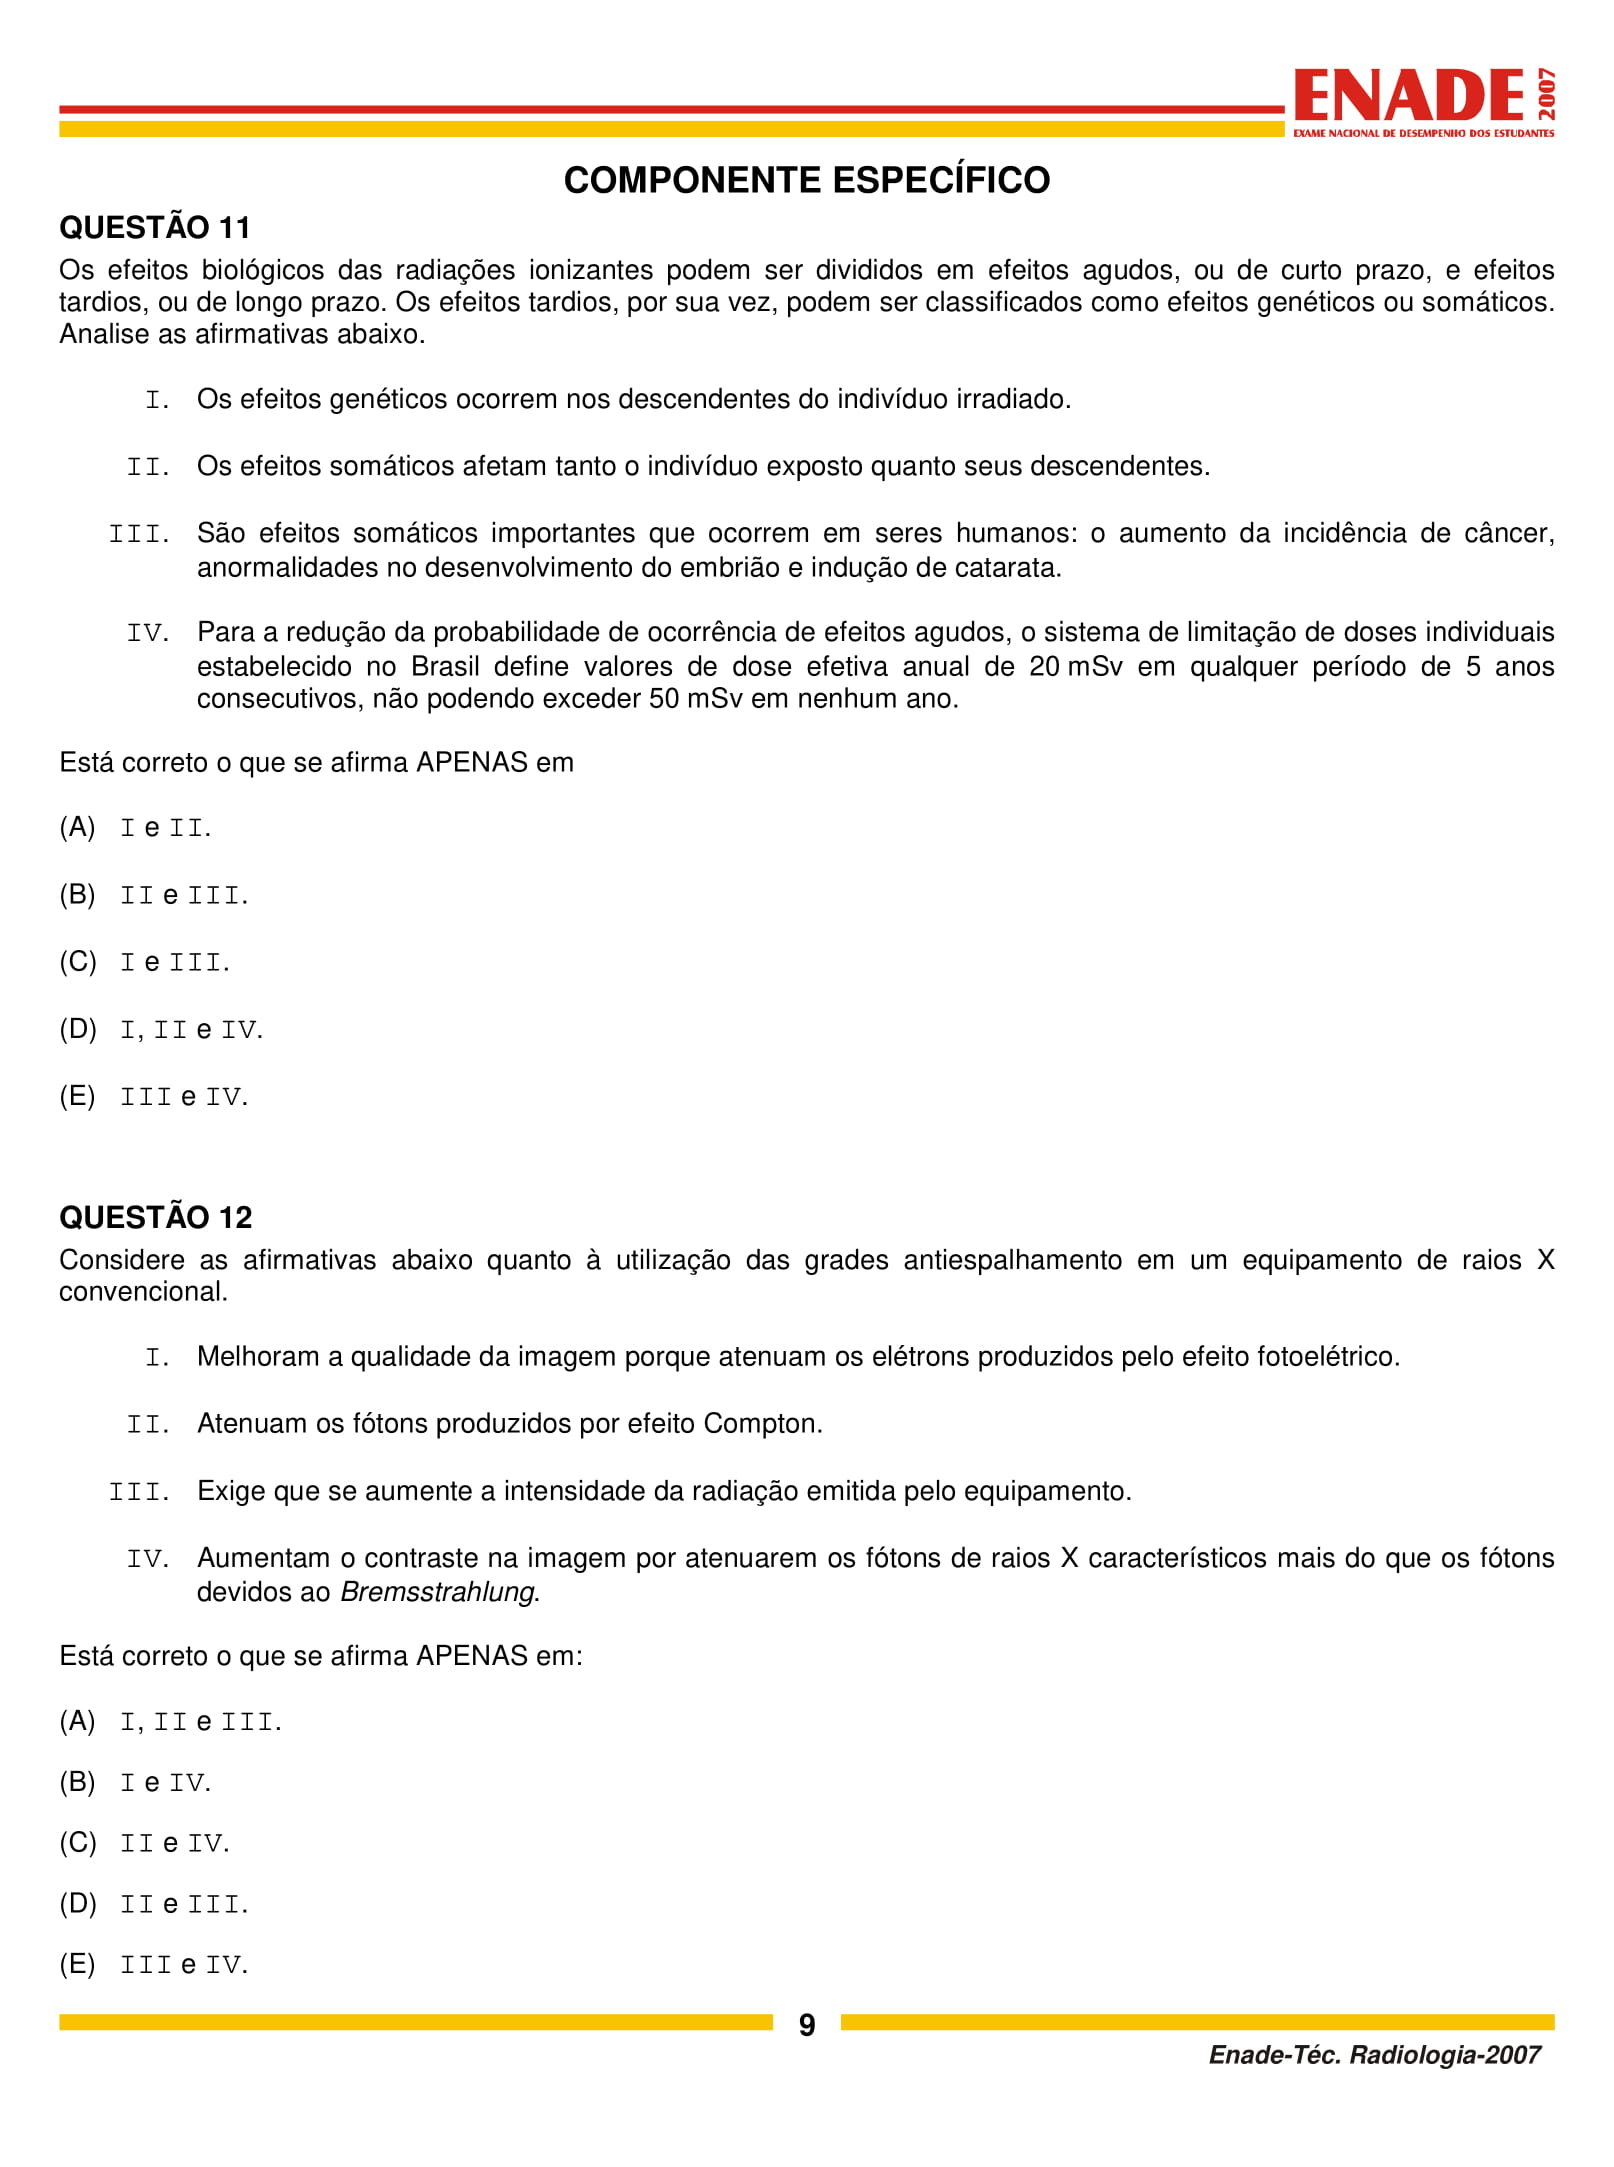 ENADE 2007
EXAME NACIONAL DE DESEMPENHO DOS ESTUDANTES
COMPONENTE ESPECÍFICO
QUESTÃO 11
Os efeitos biológicos das radiações ionizantes podem ser divididos em efeitos agudos, ou de curto prazo, e efeitos
tardios, ou de longo prazo. Os efeitos tardios, por sua vez, podem ser classificados como efeitos genéticos ou somáticos.
Analise as afirmativas abaixo.
I. Os efeitos genéticos ocorrem nos descendentes do indivíduo irradiado.
II. Os efeitos somáticos afetam tanto o indivíduo exposto quanto seus descendentes.
III. São efeitos somáticos importantes que ocorrem em seres humanos: o aumento da incidência de câncer,
anormalidades no desenvolvimento do embrião e indução de catarata.
IV. Para a redução da probabilidade de ocorrência de efeitos agudos, o sistema de limitação de doses individuais
estabelecido no Brasil define valores de dose efetiva anual de 20 mSv em qualquer período de 5 anos
consecutivos, não podendo exceder 50 mSv em nenhum ano.
Está correto o que se afirma APENAS em
(A) I e II.
(B) II e III.
(C) I e III.
(D) I, II e IV.
(E) III e IV.
QUESTÃO 12
Considere as afirmativas abaixo quanto à utilização das grades antiespalhamento em um equipamento de raios X
convencional.
I. Melhoram a qualidade da imagem porque atenuam os elétrons produzidos pelo efeito fotoelétrico.
II. Atenuam os fótons produzidos por efeito Compton.
III. Exige que se aumente a intensidade da radiação emitida pelo equipamento.
IV. Aumentam o contraste na imagem por atenuarem os fótons de raios X característicos mais do que os fótons
devidos ao Bremsstrahlung.
Está correto o que se afirma APENAS em:
(A) I, II e III.
(B) I e IV.
(C) II e IV.
(D) II e III.
(E) III e IV.
9
Enade-Téc. Radiologia-2007